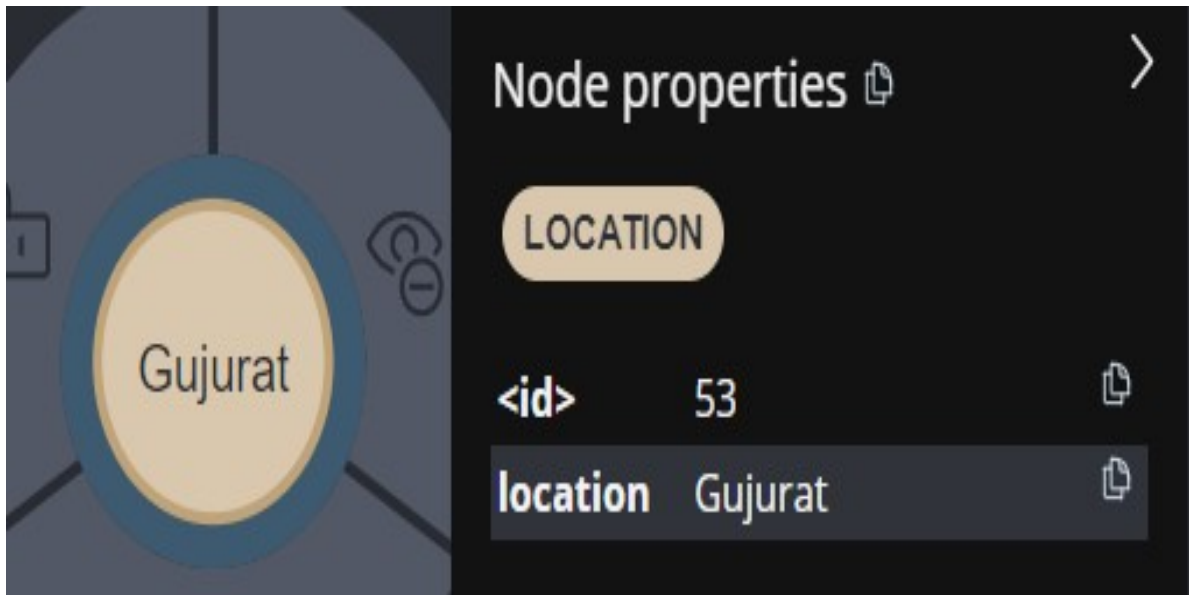 Gujurat
Node properties
LOCATION
<id> 53
location Gujurat